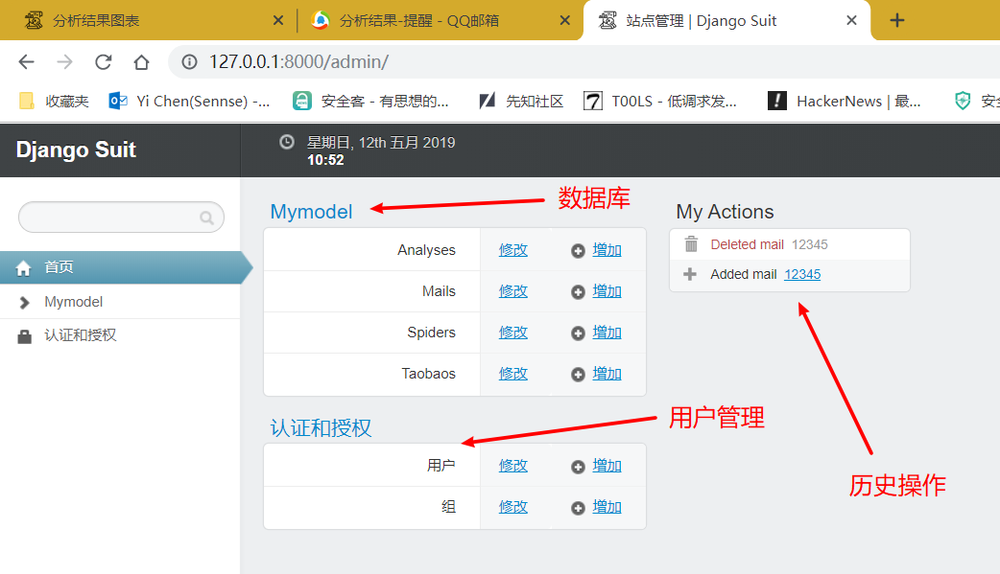 分析结果图表
分析结果-提醒 - QQ邮箱
站点管理 | Django Suit
127.0.0.1:8000/admin/
收藏夹
Yi Chen(Sennse) -...
安全客 - 有思想的...
先知社区
T00LS - 低调求发...
HackerNews | 最...
Django Suit
星期日, 12th 五月 2019
10:52
首页
Mymodel
认证和授权
Mymodel
数据库
Analyses 修改 增加
Mails 修改 增加
Spiders 修改 增加
Taobaos 修改 增加
认证和授权
用户管理
用户 修改 增加
组 修改 增加
My Actions
Deleted mail 12345
Added mail 12345
历史操作